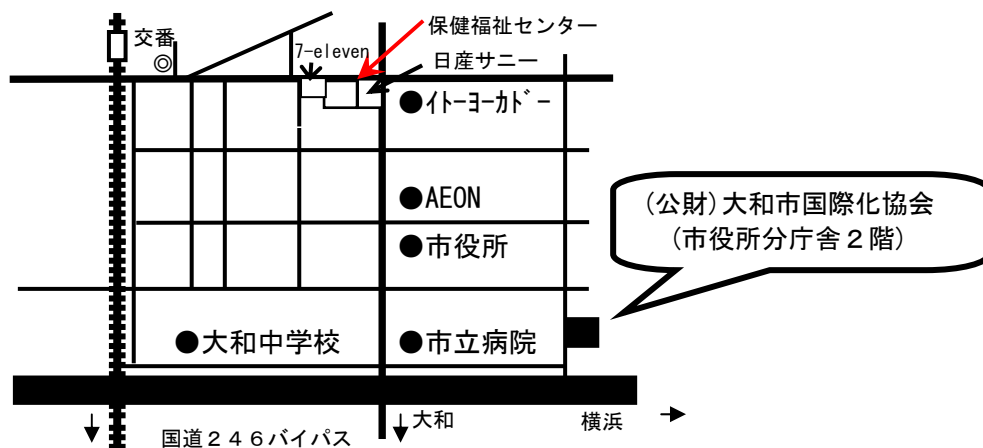 保健福祉センター
交番
◎
7-eleven
日産サニー
●ｲﾄｰﾖｰｶﾄﾞｰ
●AEON
(公財)大和市国際化協会
(市役所分庁舎２階)
●市役所
●大和中学校
●市立病院
大和
横浜
国道２４６バイパス